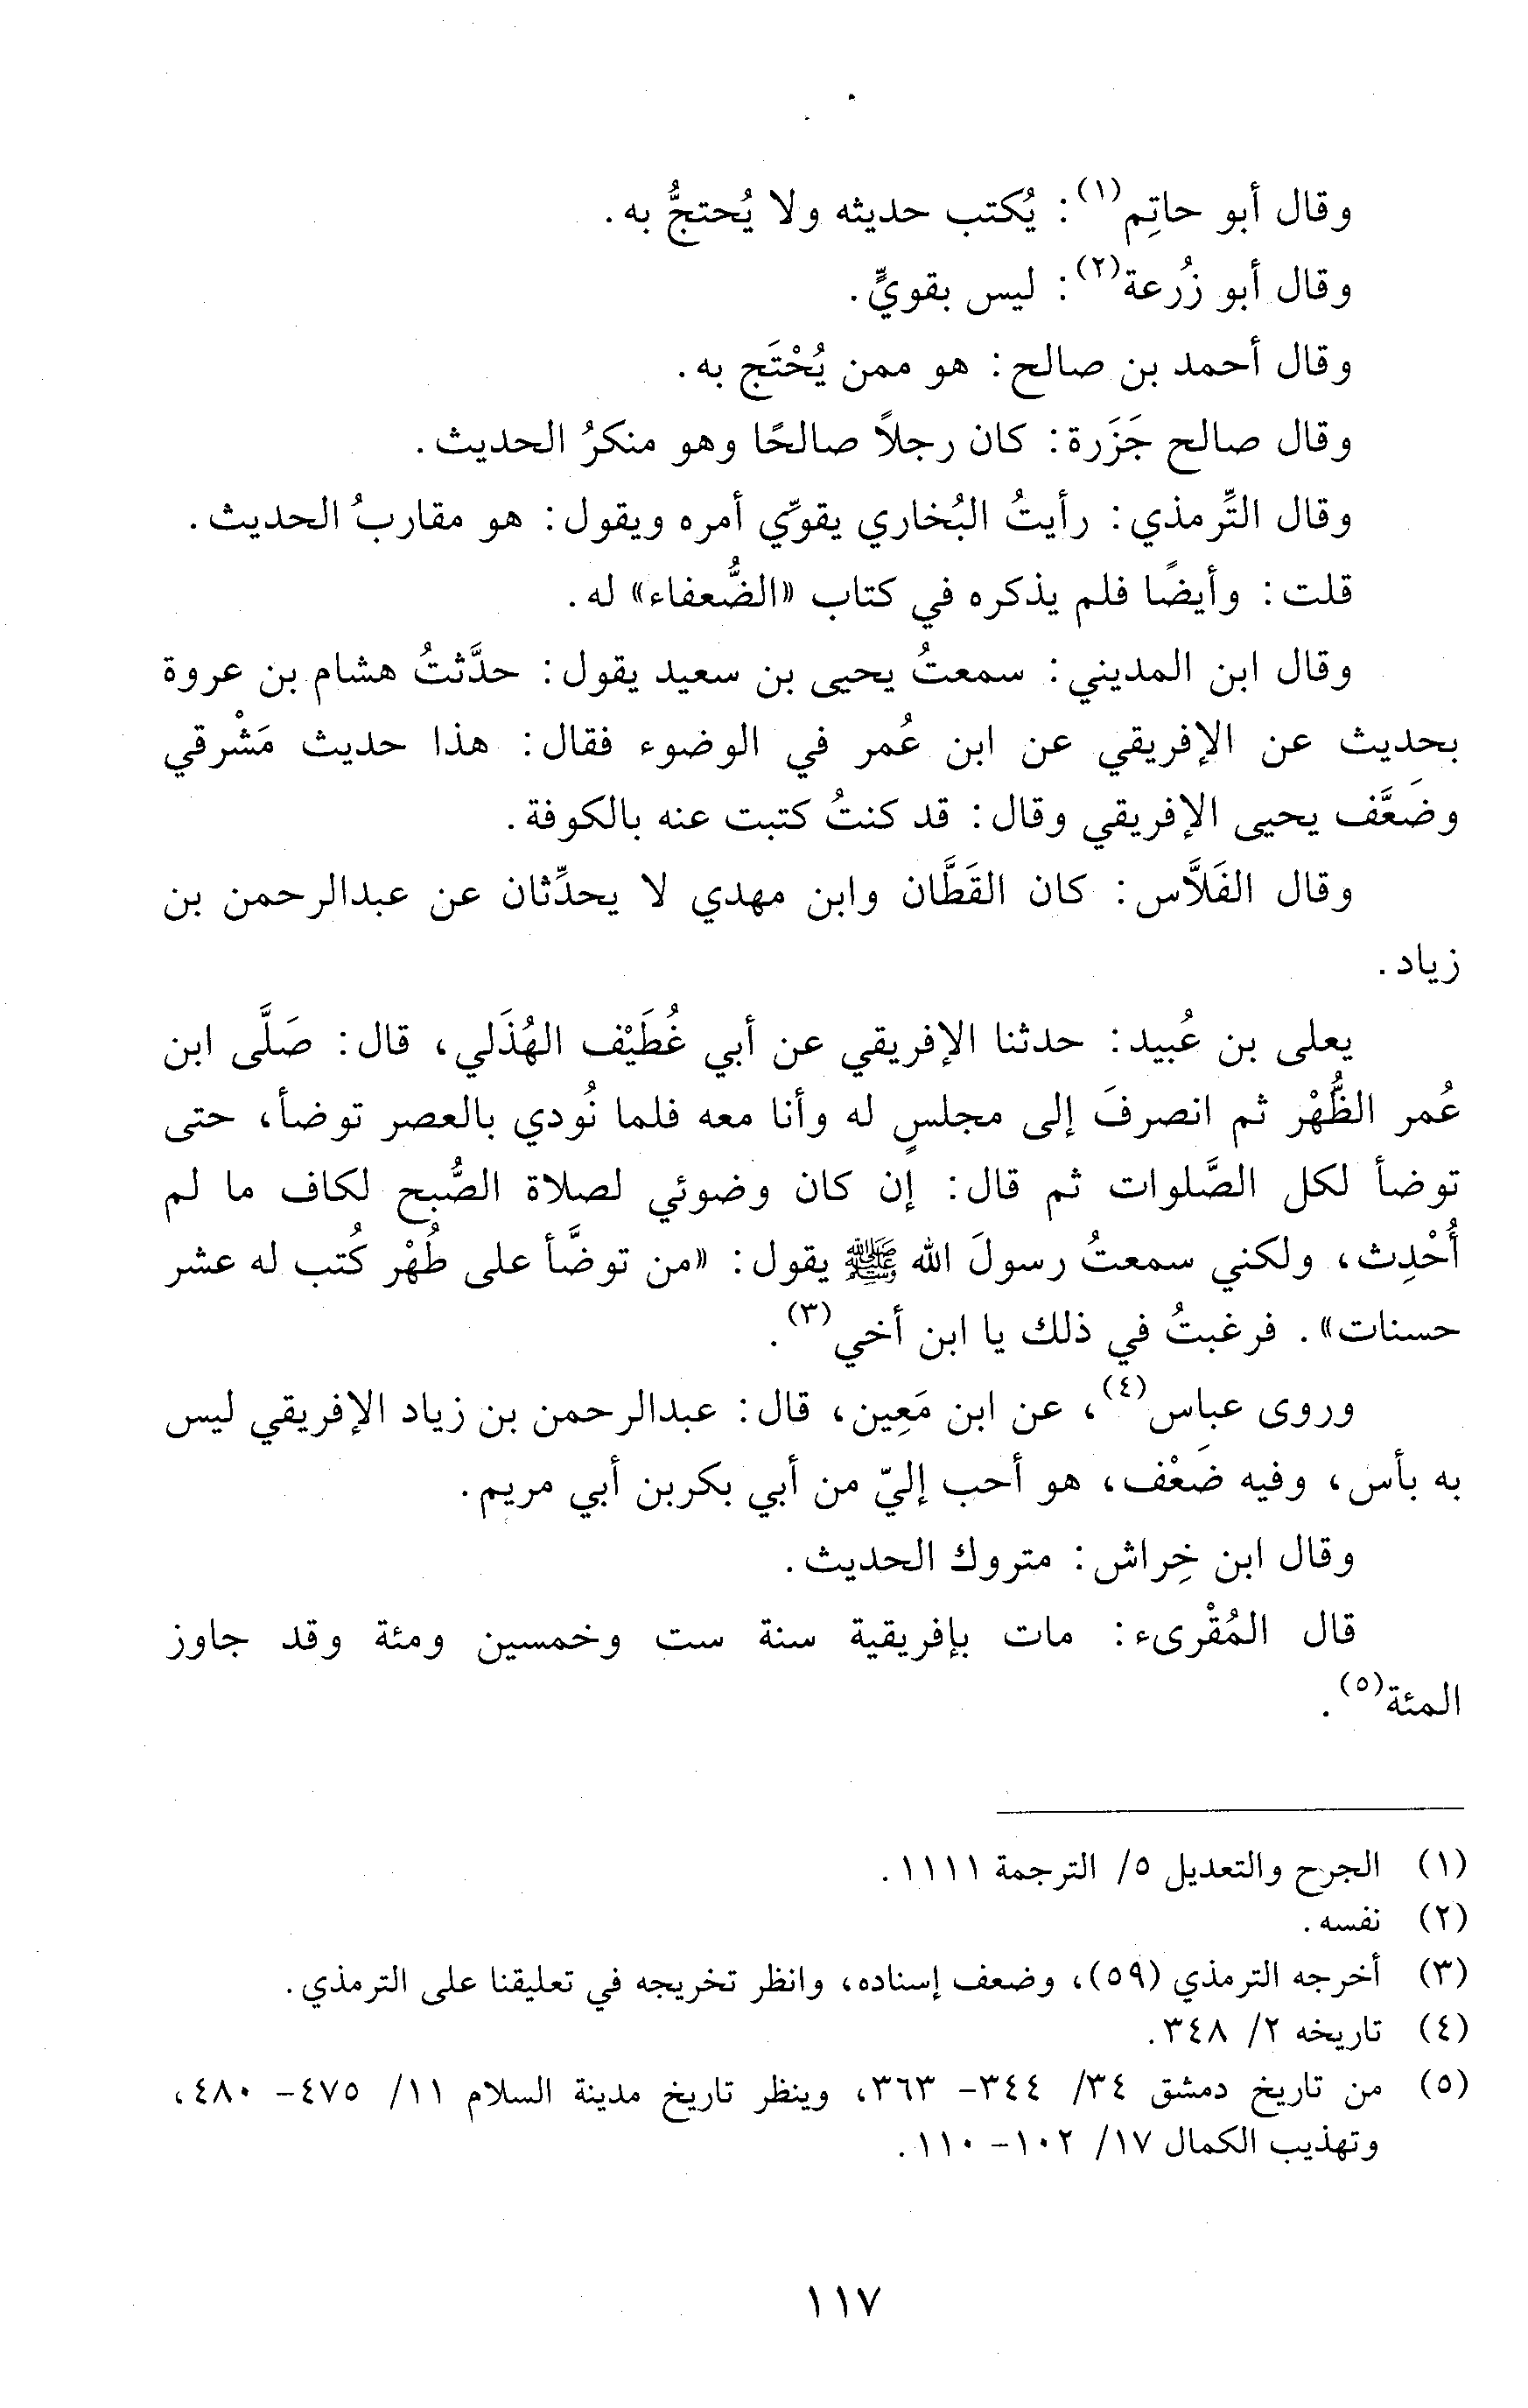 وقال أبو حاتِم(١): يُكتب حديثه ولا يُحتجُّ به.
وقال أبو زُرعة(٢): ليس بقويٍّ.
وقال أحمد بن صالح: هو ممن يُحْتَج به.
وقال صالح جَزَرة: كان رجلاً صالحًا وهو منكرُ الحديث.
وقال التِّرمذي: رأيتُ البُخاري يقوّي أمره ويقول: هو مقاربُ الحديث.
قلت: وأيضًا فلم يذكره في كتاب «الضُّعفاء» له.
وقال ابن المديني: سمعتُ يحيى بن سعيد يقول: حدَّثتُ هشام بن عروة
بحديث عن الإفريقي عن ابن عُمر في الوضوء فقال: هذا حديث مَشْرقي
وضَعَّف يحيى الإفريقي وقال: قد كنتُ كتبت عنه بالكوفة.
وقال الفَلاَّس: كان القَطَّان وابن مهدي لا يحدِّثان عن عبدالرحمن بن
زياد.
يعلى بن عُبيد: حدثنا الإفريقي عن أبي غُطَيْف الهُذَلي، قال: صَلَّى ابن
عُمر الظُّهْر ثم انصرفَ إلى مجلسٍ له وأنا معه فلما نُودي بالعصر توضأ، حتى
توضأ لكل الصَّلوات ثم قال: إن كان وضوئي لصلاة الصُّبح لكاف ما لم
أُحْدِث، ولكني سمعتُ رسولَ الله ﷺ يقول: «من توضَّأ على طُهْر كُتب له عشر
حسنات». فرغبتُ في ذلك يا ابن أخي(٣).
وروى عباس(٤)، عن ابن مَعِين، قال: عبدالرحمن بن زياد الإفريقي ليس
به بأس، وفيه ضَعْف، هو أحب إليّ من أبي بكربن أبي مريم.
وقال ابن خِراش: متروك الحديث.
قال المُقْرىء: مات بإفريقية سنة ست وخمسين ومئة وقد جاوز
المئة(٥).
(١) الجرح والتعديل ٥/ الترجمة ١١١١.
(٢) نفسه.
(٣) أخرجه الترمذي (٥٩)، وضعف إسناده، وانظر تخريجه في تعليقنا على الترمذي.
(٤) تاريخه ٢/ ٣٤٨.
(٥) من تاريخ دمشق ٣٤/ ٣٤٤- ٣٦٣، وينظر تاريخ مدينة السلام ١١/ ٤٧٥- ٤٨٠،
وتهذيب الكمال ١٧/ ١٠٢- ١١٠.
١١٧